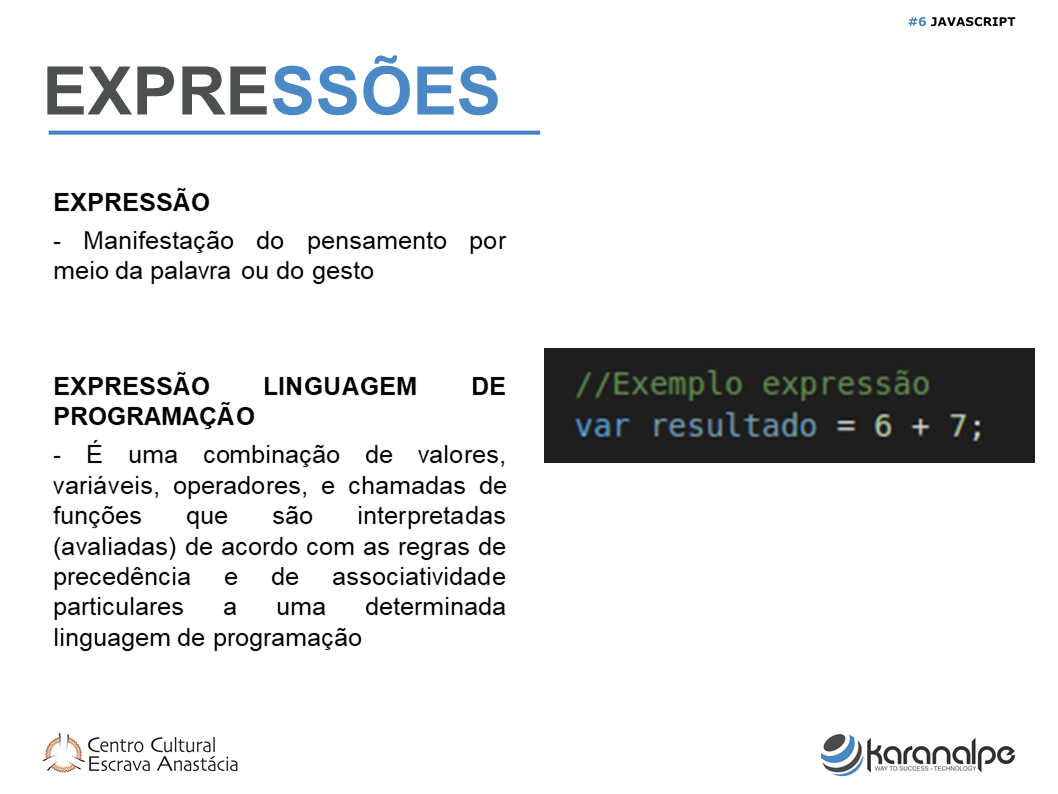 #6 JAVASCRIPT
EXPRESSÕES
EXPRESSÃO
- Manifestação do pensamento por
meio da palavra ou do gesto
EXPRESSÃO LINGUAGEM DE
PROGRAMAÇÃO
- É uma combinação de valores,
variáveis, operadores, e chamadas de
funções que são interpretadas
(avaliadas) de acordo com as regras de
precedência e de associatividade
particulares a uma determinada
linguagem de programação
//Exemplo expressão
var resultado = 6 + 7;
Centro Cultural
Escrava Anastácia
karanalpe
WAY TO SUCCESS - TECHNOLOGY